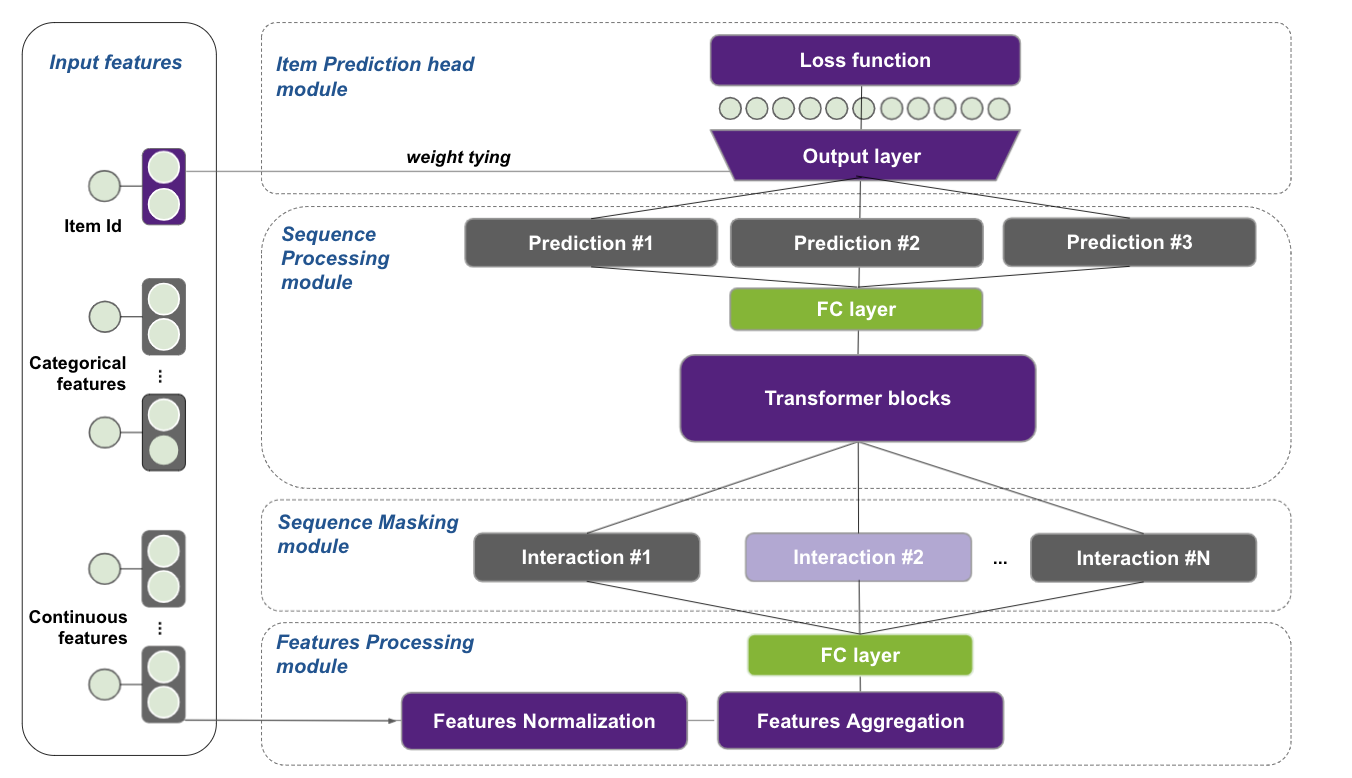 Input features
Item Id
Categorical
features
...
Continuous
features
...
Item Prediction head
module
Loss function
weight tying
Output layer
Sequence
Processing
module
Prediction #1
Prediction #2
Prediction #3
FC layer
Transformer blocks
Sequence Masking
module
Interaction #1
Interaction #2
...
Interaction #N
Features Processing
module
FC layer
Features Normalization
Features Aggregation